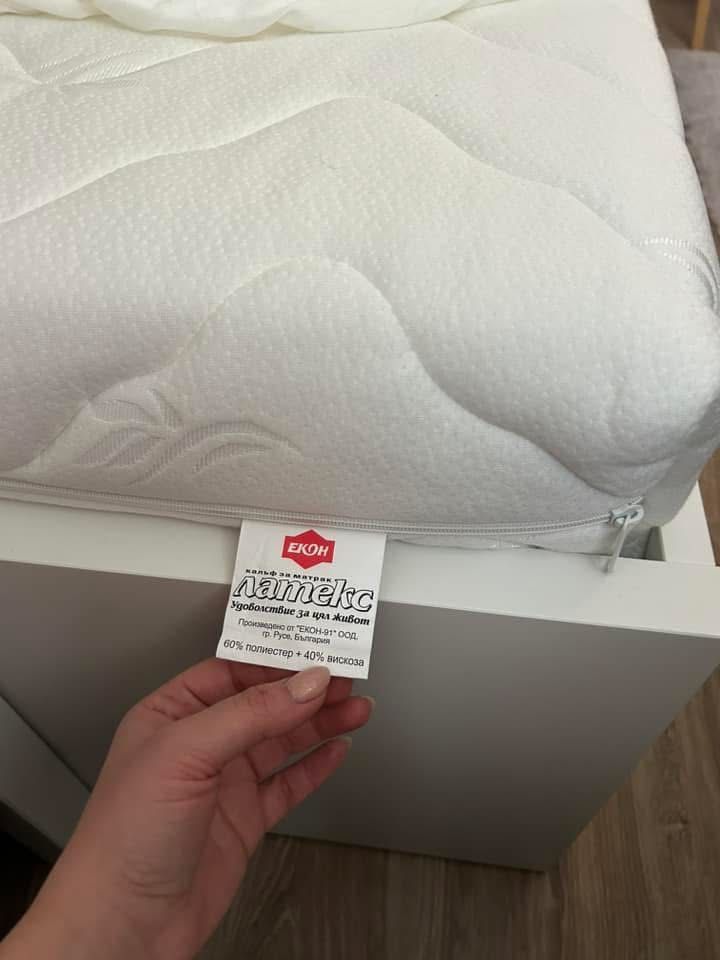 ЕКОН
калъф за матрак
Латекс
Удоволствие за цял живот
Произведено от "ЕКОН-91" ООД,
гр. Русе, България
60% полиестер + 40% вискоза